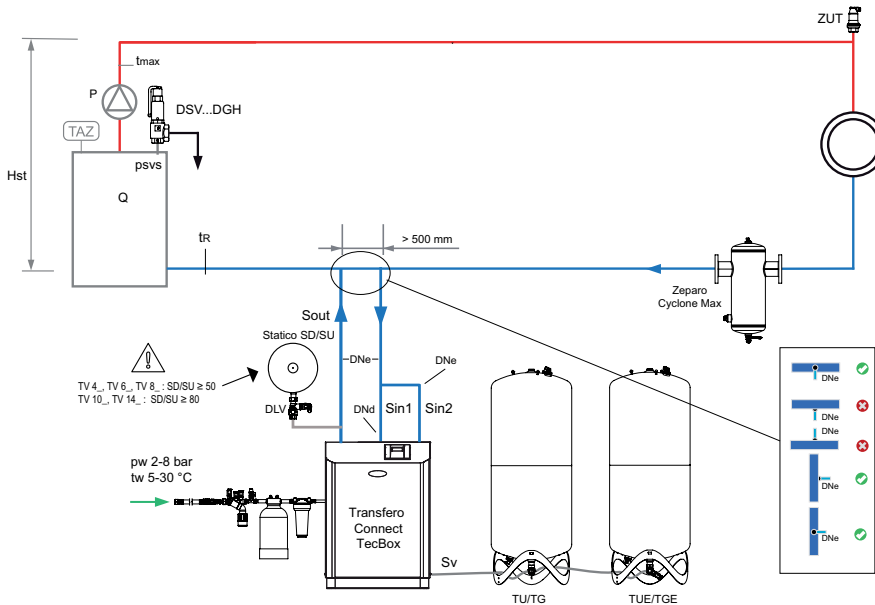 ZUT
tmax
P
DSV...DGH
TAZ
psvs
Hst
Q
tR
> 500 mm
Zeparo
Cyclone Max
Sout
Statico SD/SU
DNe
DNe
TV 4_, TV 6_, TV 8_ : SD/SU ≥ 50
TV 10_, TV 14_ : SD/SU ≥ 80
DLV
DNd
Sin1
Sin2
pw 2-8 bar
tw 5-30 °C
Transfero
Connect
TecBox
Sv
TU/TG
TUE/TGE
DNe
DNe
DNe
DNe
DNe